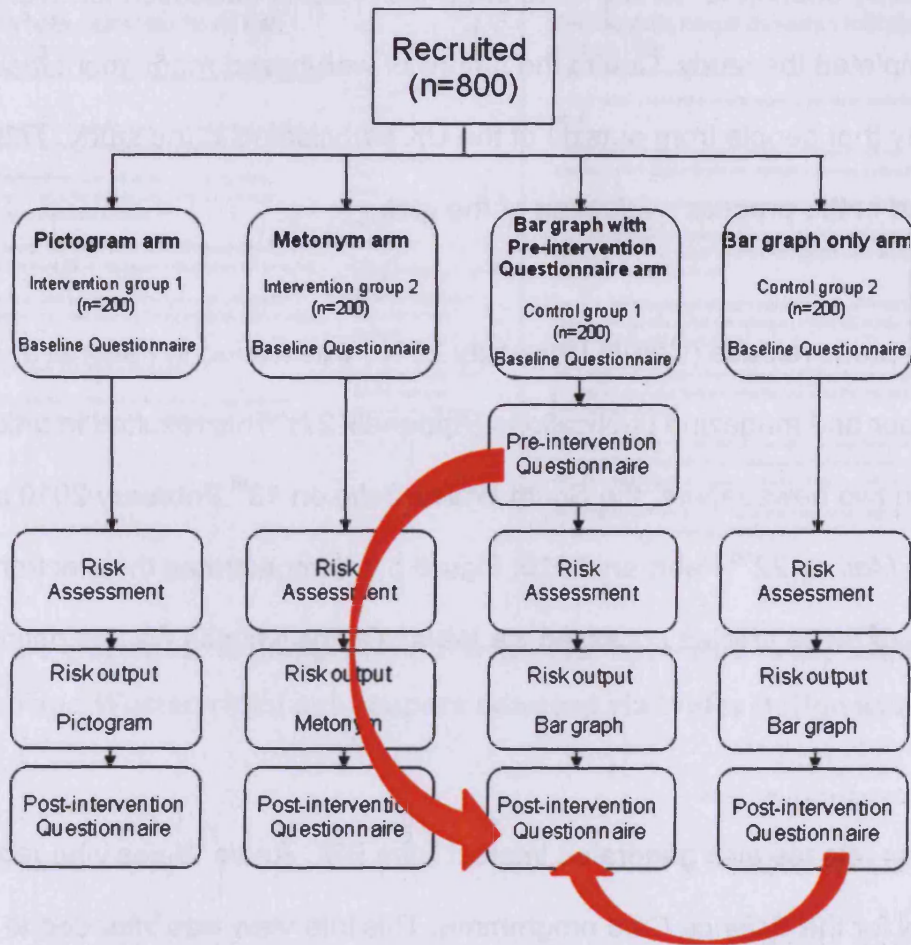 Recruited
(n=800)
Pictogram arm
Intervention group 1
(n=200)
Baseline Questionnaire
Metonym arm
Intervention group 2
(n=200)
Baseline Questionnaire
Bar graph with
Pre-intervention
Questionnaire arm
Control group 1
(n=200)
Baseline Questionnaire
Bar graph only arm
Control group 2
(n=200)
Baseline Questionnaire
Pre-intervention
Questionnaire
Risk
Assessment
Risk
Assessment
Risk
Assessment
Risk
Assessment
Risk output
Pictogram
Risk output
Metonym
Risk output
Bar graph
Risk output
Bar graph
Post-intervention
Questionnaire
Post-intervention
Questionnaire
Post-intervention
Questionnaire
Post-intervention
Questionnaire